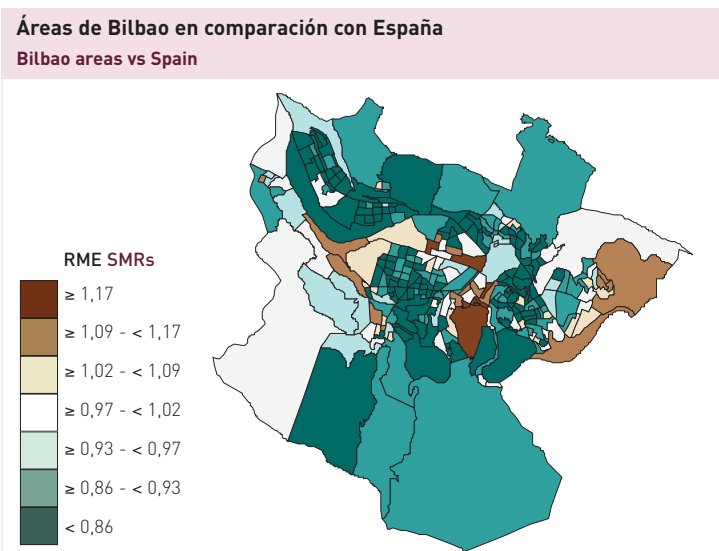 Áreas de Bilbao en comparación con España
Bilbao areas vs Spain
RME SMRs
≥ 1,17
≥ 1,09 - < 1,17
≥ 1,02 - < 1,09
≥ 0,97 - < 1,02
≥ 0,93 - < 0,97
≥ 0,86 - < 0,93
< 0,86